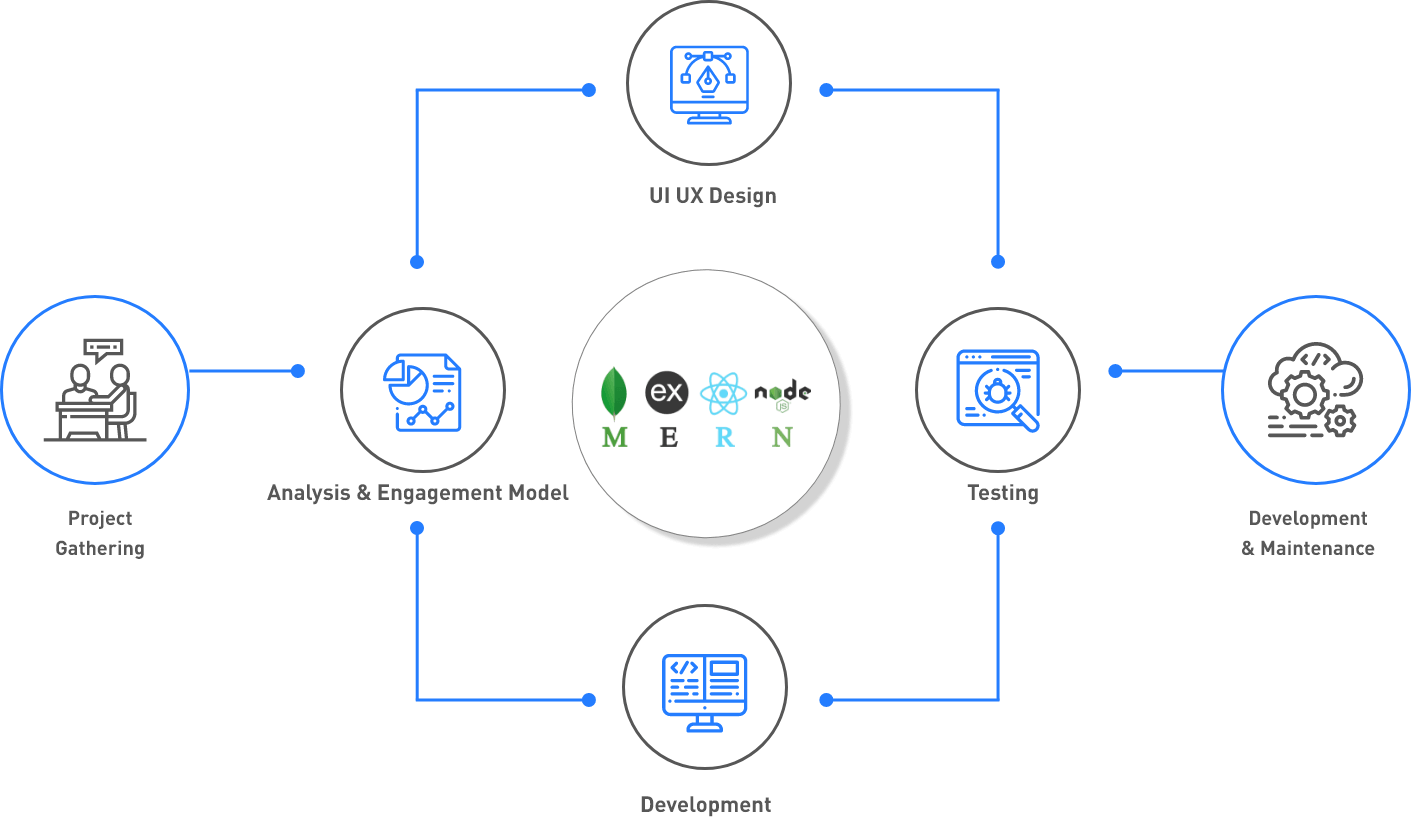 UI UX Design
Project
Gathering
Analysis & Engagement Model
ex
node
JS
M E R N
Testing
Development
& Maintenance
Development